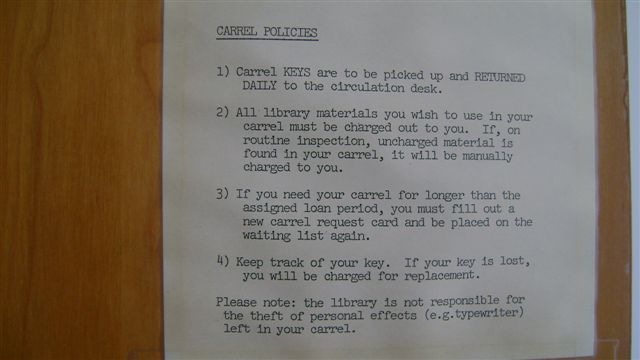 CARREL POLICIES
1) Carrel KEYS are to be picked up and RETURNED
DAILY to the circulation desk.
2) All library materials you wish to use in your
carrel must be charged out to you. If, on
routine inspection, uncharged material is
found in your carrel, it will be manually
charged to you.
3) If you need your carrel for longer than the
assigned loan period, you must fill out a
new carrel request card and be placed on the
waiting list again.
4) Keep track of your key. If your key is lost,
you will be charged for replacement.
Please note: the library is not responsible for
the theft of personal effects (e.g.typewriter)
left in your carrel.